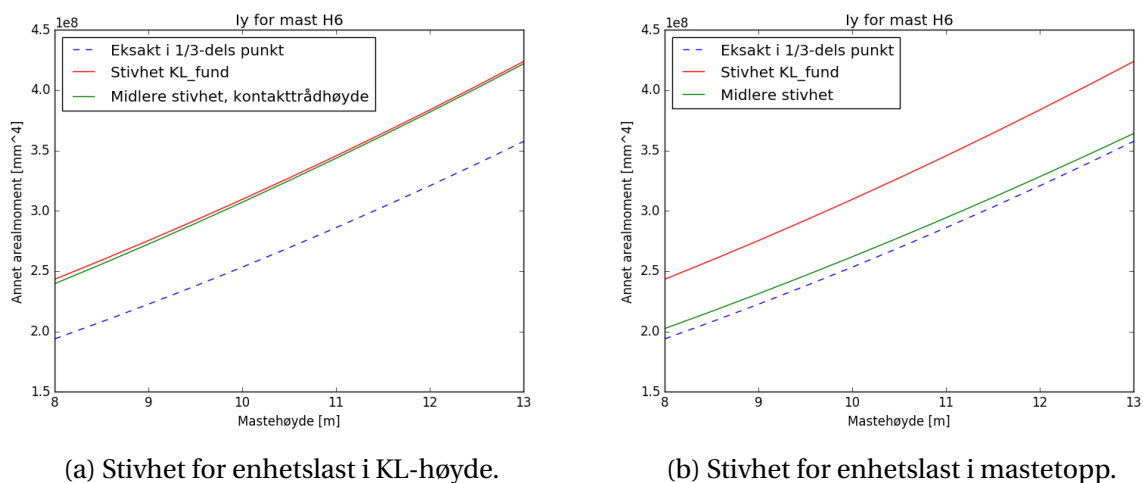 Iy for mast H6
1e8
Eksakt i 1/3-dels punkt
Stivhet KL_fund
Midlere stivhet, kontakttrådhøyde
4.5
4.0
3.5
3.0
2.5
2.0
1.5
Annet arealmoment [mm^4]
8 9 10 11 12 13
Mastehøyde [m]
(a) Stivhet for enhetslast i KL-høyde.
Iy for mast H6
1e8
Eksakt i 1/3-dels punkt
Stivhet KL_fund
Midlere stivhet
4.5
4.0
3.5
3.0
2.5
2.0
1.5
Annet arealmoment [mm^4]
8 9 10 11 12 13
Mastehøyde [m]
(b) Stivhet for enhetslast i mastetopp.